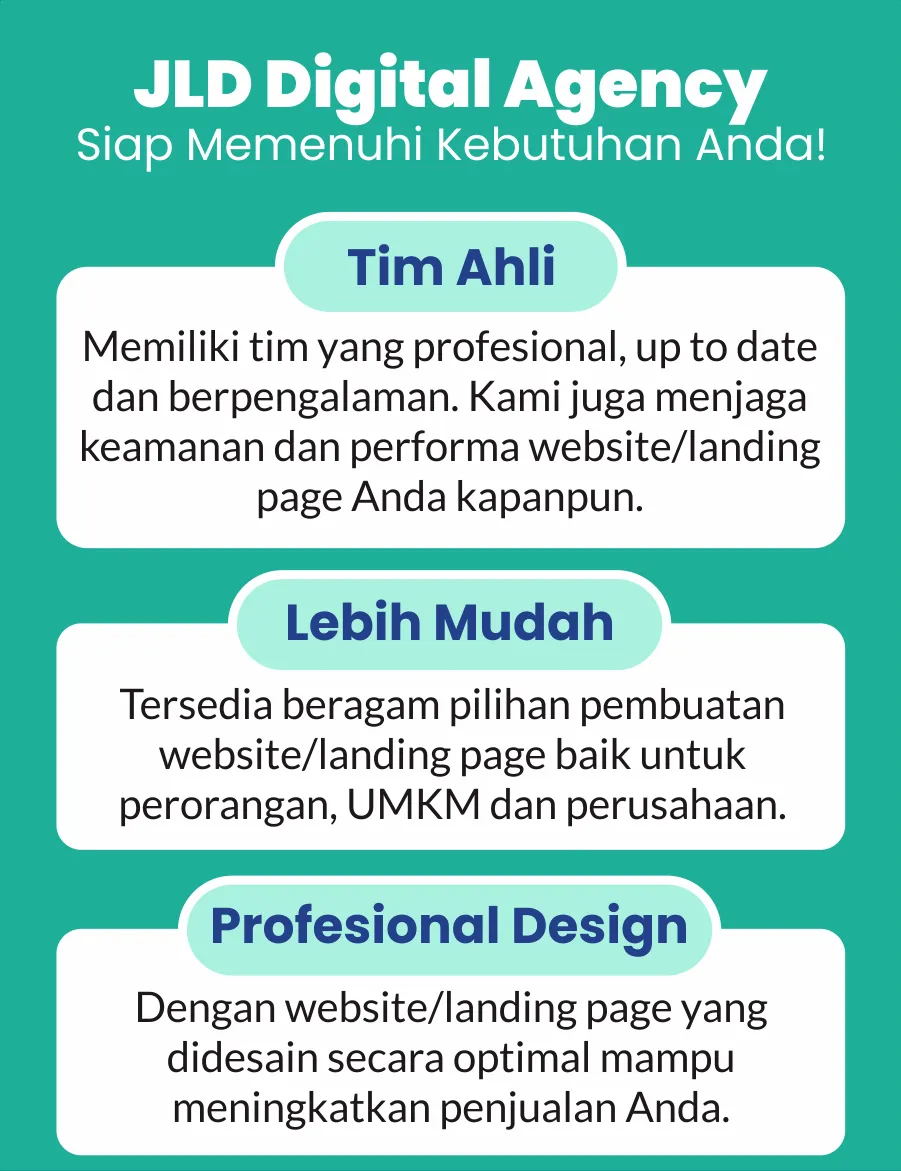 JLD Digital Agency
Siap Memenuhi Kebutuhan Anda!
Tim Ahli
Memiliki tim yang profesional, up to date
dan berpengalaman. Kami juga menjaga
keamanan dan performa website/landing
page Anda kapanpun.
Lebih Mudah
Tersedia beragam pilihan pembuatan
website/landing page baik untuk
perorangan, UMKM dan perusahaan.
Profesional Design
Dengan website/landing page yang
didesain secara optimal mampu
meningkatkan penjualan Anda.